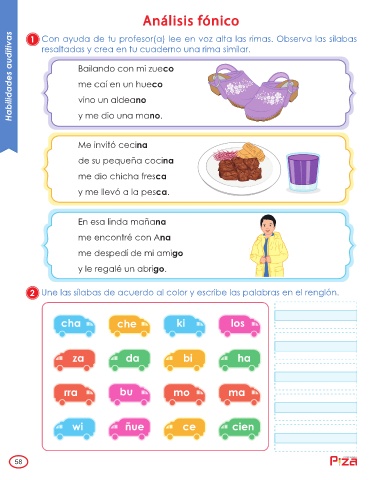 Análisis fónico
Habilidades auditivas
1 Con ayuda de tu profesor(a) lee en voz alta las rimas. Observa las sílabas
resaltadas y crea en tu cuaderno una rima similar.
Bailando con mi zueco
me caí en un hueco
vino un aldeano
y me dio una mano.
Me invitó cecina
de su pequeña cocina
me dio chicha fresca
y me llevó a la pesca.
En esa linda mañana
me encontré con Ana
me despedí de mi amigo
y le regalé un abrigo.
2 Une las sílabas de acuerdo al color y escribe las palabras en el renglón.
cha che ki los
za da bi ha
rra bu mo ma
wi ñue ce cien
58
Piza